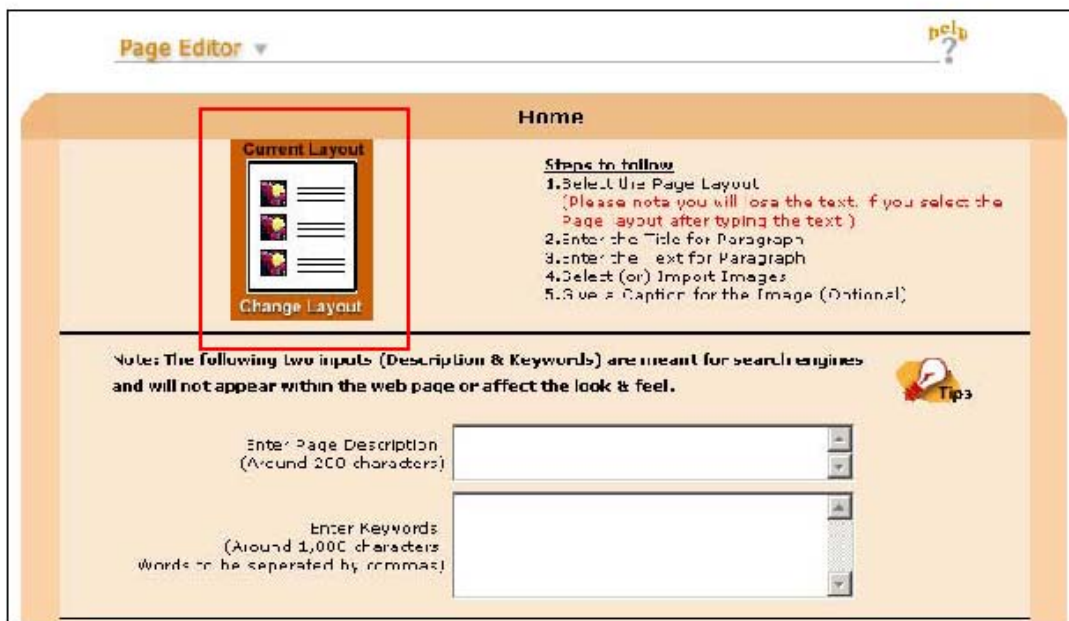 Page Editor
help
?
Home
Current Layout
Change Layout
Steps to follow
1.Select the Page Layout
(Please note you will lose the text, if you select the
Page layout after typing the text )
2.Enter the Title for Paragraph
3.Enter the Text for Paragraph
4.Select (or) Import Images
5.Give a Caption for the Image (Optional)
Note: The following two inputs (Description & Keywords) are meant for search engines
and will not appear within the web page or affect the look & feel.
Tips
Enter Page Description
(Around 200 characters)
Enter Keywords
(Around 1,000 characters
Words to be seperated by commas)